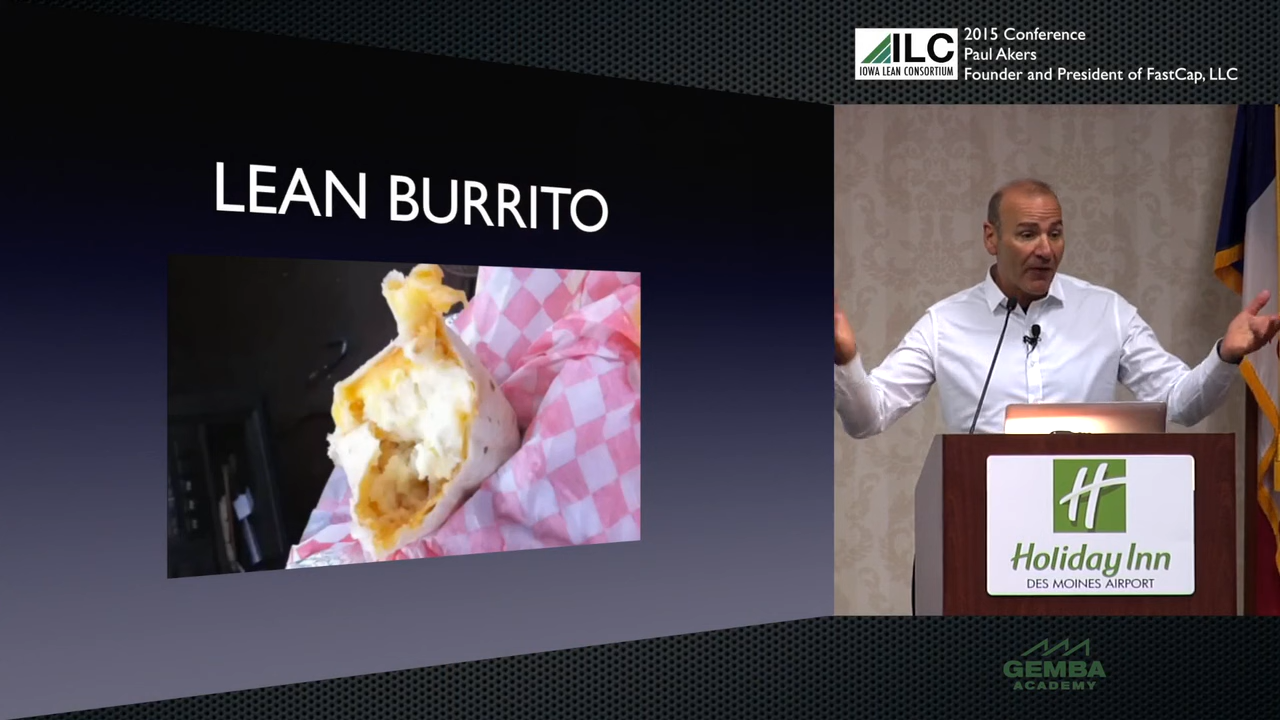 LEAN BURRITO
ILC
IOWA LEAN CONSORTIUM
2015 Conference
Paul Akers
Founder and President of FastCap, LLC
H
Holiday Inn
DES MOINES AIRPORT
GEMBA
ACADEMY